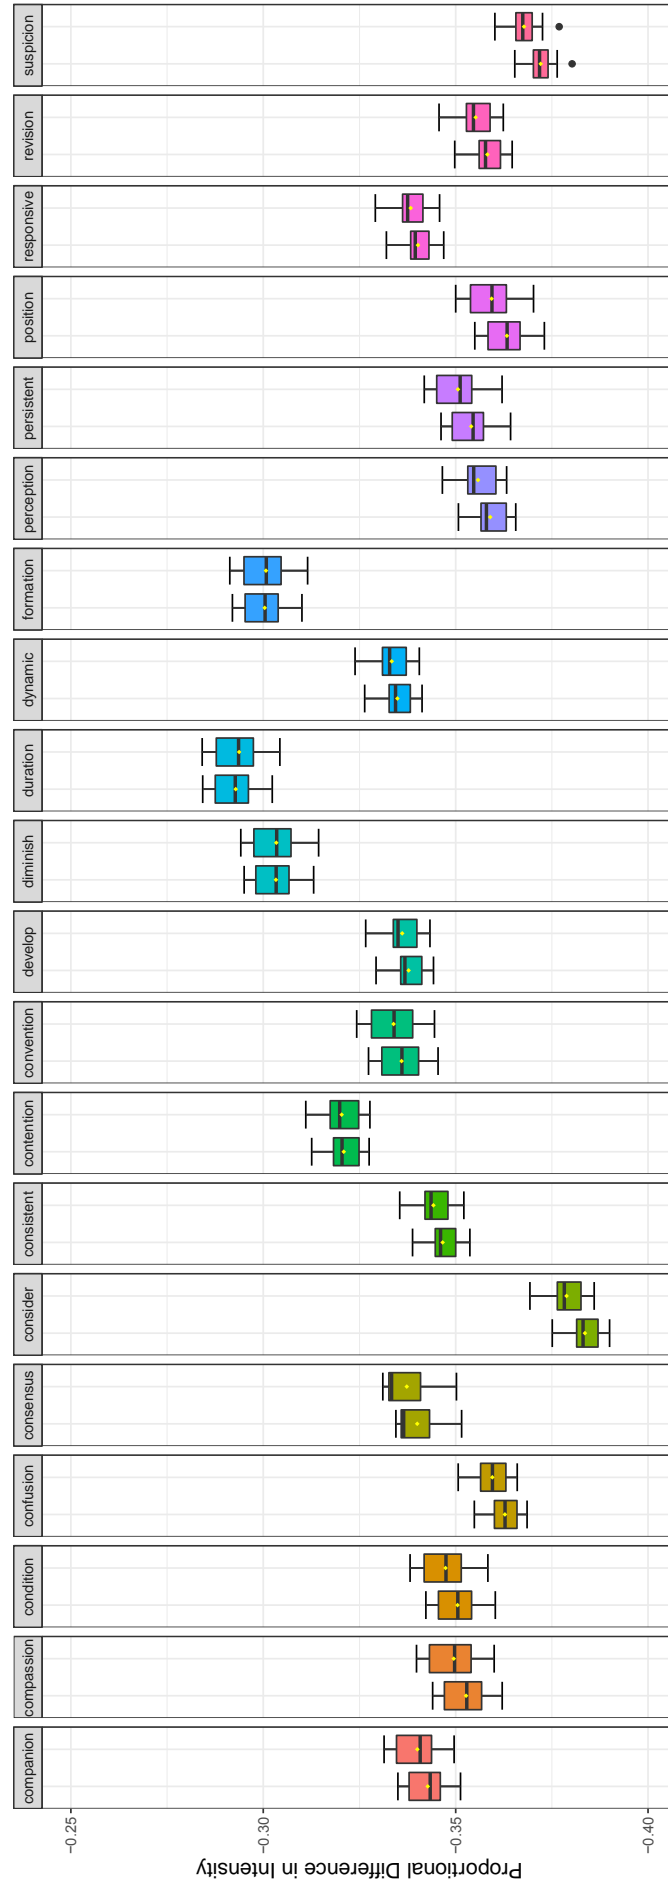 suspicion
revision
responsive
position
persistent
perception
formation
dynamic
duration
diminish
develop
convention
contention
consistent
consider
consensus
confusion
condition
compassion
companion
−0.25
−0.30
−0.35
−0.40
Proportional Difference in Intensity